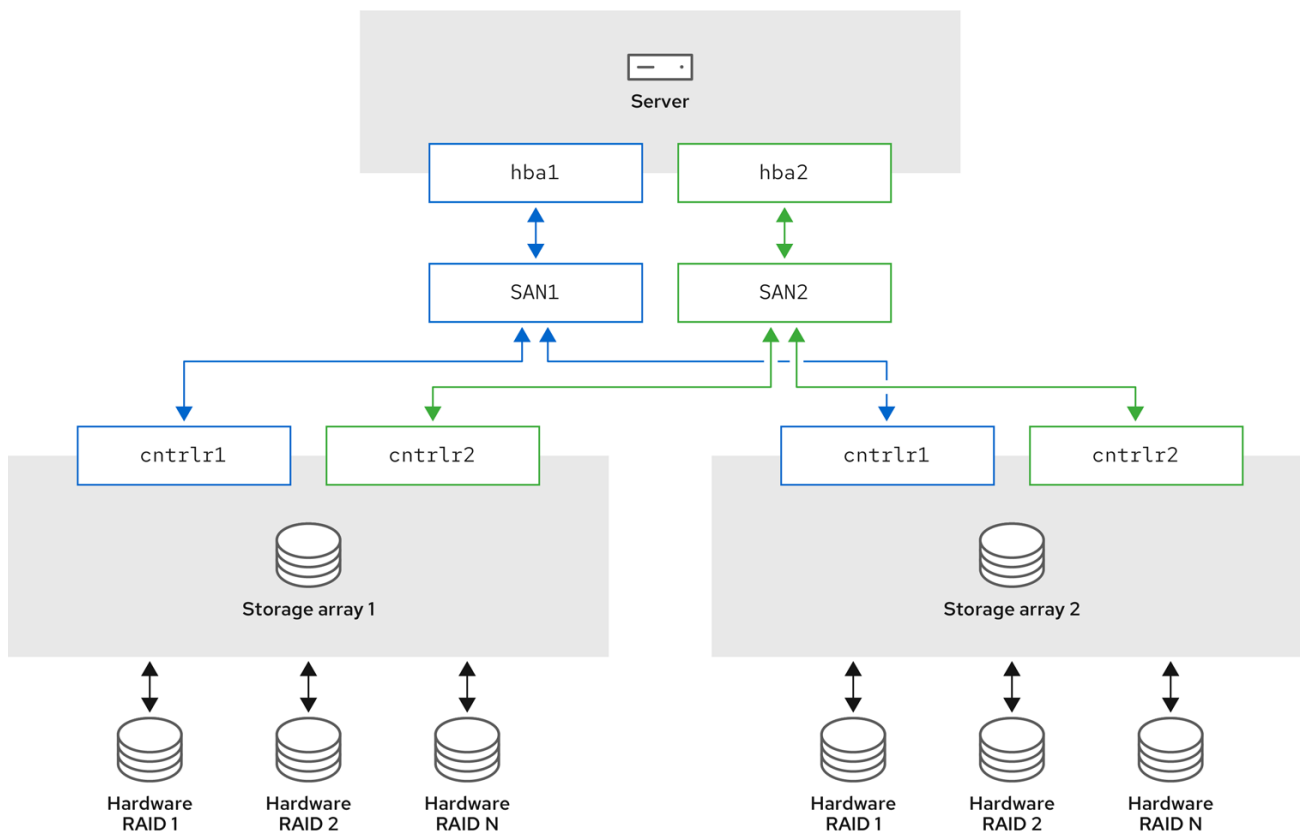 Server
hba1
hba2
SAN1
SAN2
cntrlr1
cntrlr2
cntrlr1
cntrlr2
Storage array 1
Storage array 2
Hardware
RAID 1
Hardware
RAID 2
Hardware
RAID N
Hardware
RAID 1
Hardware
RAID 2
Hardware
RAID N